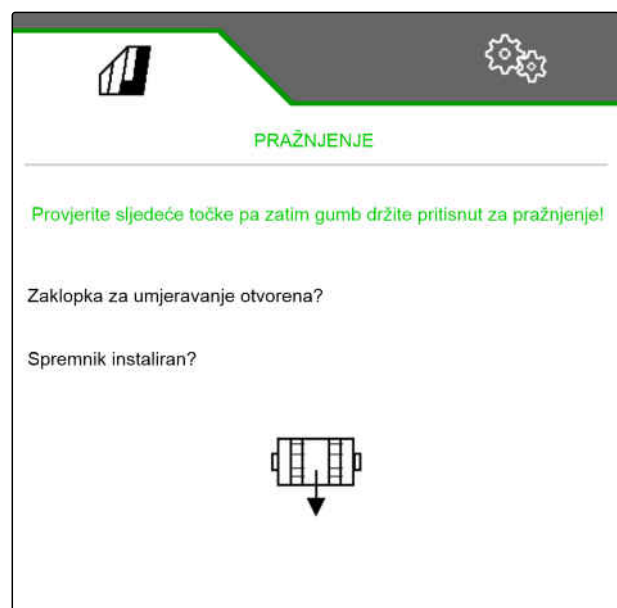 PRAŽNJENJE
Provjerite sljedeće točke pa zatim gumb držite pritisnut za pražnjenje!
Zaklopka za umjeravanje otvorena?
Spremnik instaliran?